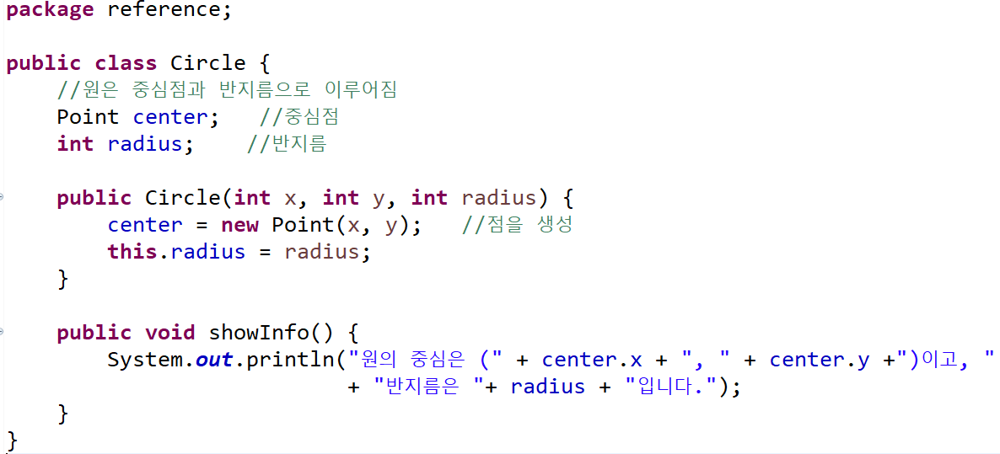 package reference;
public class Circle {
//원은 중심점과 반지름으로 이루어짐
Point center; //중심점
int radius; //반지름
public Circle(int x, int y, int radius) {
center = new Point(x, y); //점을 생성
this.radius = radius;
}
public void showInfo() {
System.out.println("원의 중심은 (" + center.x + ", " + center.y +")이고, "
+ "반지름은 "+ radius + "입니다.");
}
}